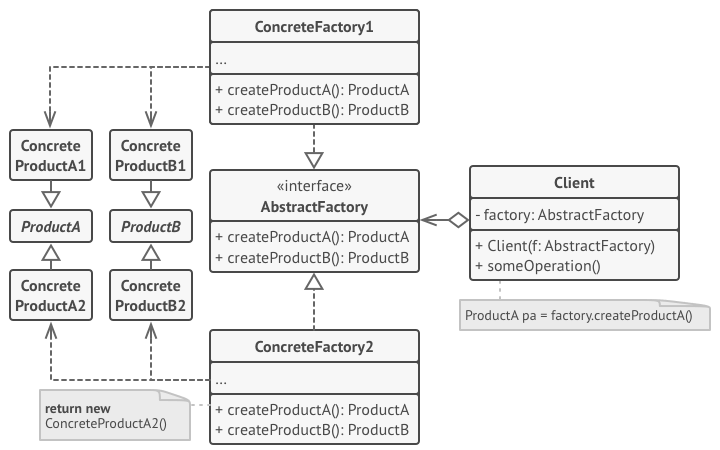 ConcreteFactory1
...
+ createProductA(): ProductA
+ createProductB(): ProductB
Concrete
ProductA1
Concrete
ProductB1
ProductA
ProductB
Concrete
ProductA2
Concrete
ProductB2
«interface»
AbstractFactory
+ createProductA(): ProductA
+ createProductB(): ProductB
Client
- factory: AbstractFactory
+ Client(f: AbstractFactory)
+ someOperation()
ProductA pa = factory.createProductA()
ConcreteFactory2
...
+ createProductA(): ProductA
+ createProductB(): ProductB
return new
ConcreteProductA2()